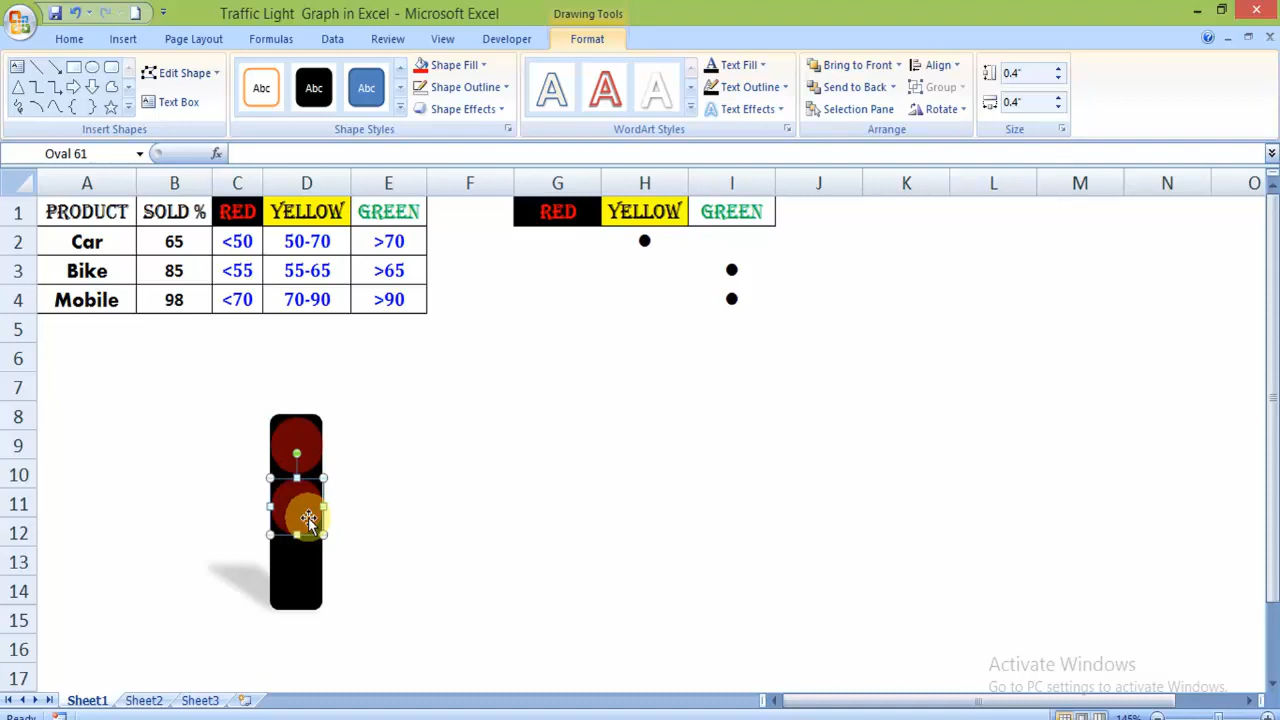 Traffic Light Graph in Excel - Microsoft Excel
Drawing Tools
Home Insert Page Layout Formulas Data Review View Developer Format
Edit Shape
Text Box
Insert Shapes
Abc Abc Abc
Shape Fill
Shape Outline
Shape Effects
Shape Styles
A A A
Text Fill
Text Outline
Text Effects
WordArt Styles
Bring to Front
Send to Back
Selection Pane
Align
Group
Rotate
Arrange
0.4"
0.4"
Size
Oval 61
fx
A B C D E F G H I J K L M N O
1 PRODUCT SOLD % RED YELLOW GREEN RED YELLOW GREEN
2 Car 65 <50 50-70 >70
3 Bike 85 <55 55-65 >65
4 Mobile 98 <70 70-90 >90
5
6
7
8
9
10
11
12
13
14
15
16
17
Activate Windows
Go to PC settings to activate Windows.
Sheet1 Sheet2 Sheet3
Ready
145%